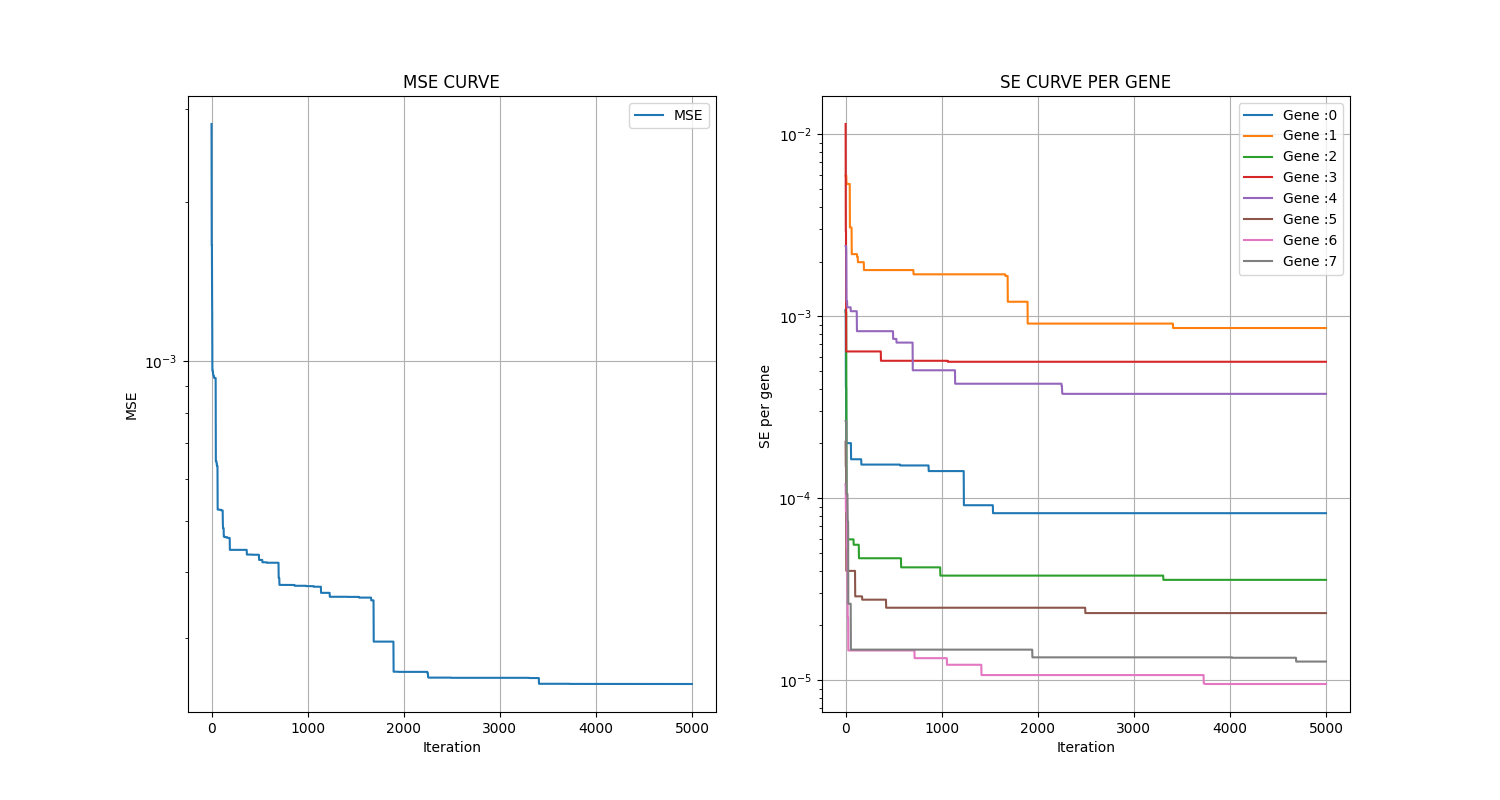 MSE CURVE
MSE
10⁻³
MSE
0 1000 2000 3000 4000 5000
Iteration
SE CURVE PER GENE
Gene :0
Gene :1
Gene :2
Gene :3
Gene :4
Gene :5
Gene :6
Gene :7
10⁻²
10⁻³
10⁻⁴
10⁻⁵
SE per gene
0 1000 2000 3000 4000 5000
Iteration